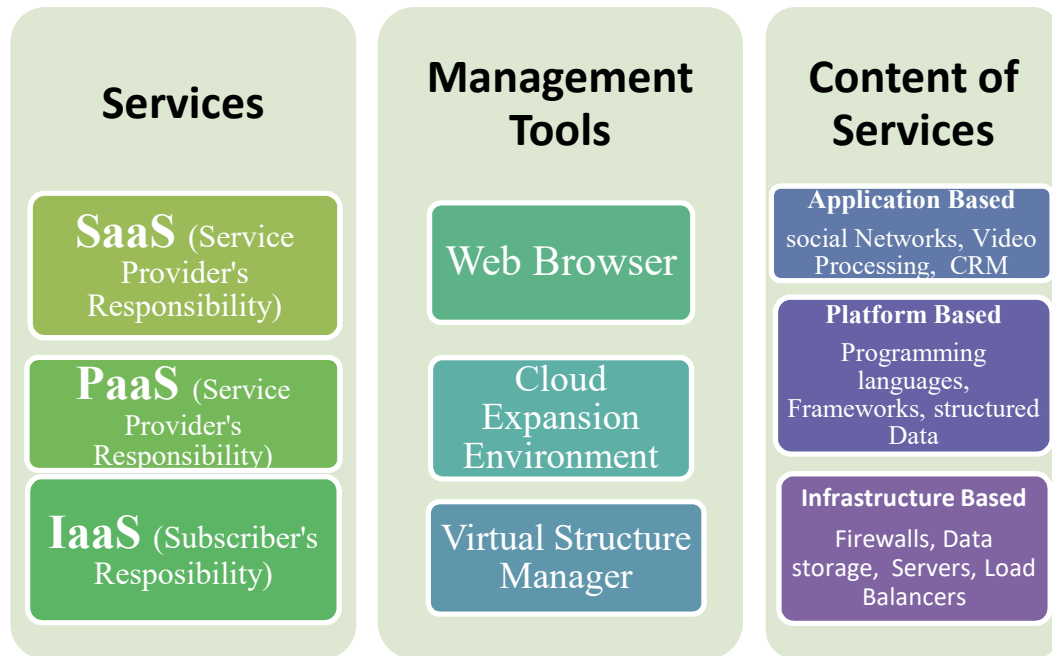 Services
SaaS (Service
Provider's
Responsibility)
PaaS (Service
Provider's
Responsibility)
IaaS (Subscriber's
Resposibility)
Management
Tools
Web Browser
Cloud
Expansion
Environment
Virtual Structure
Manager
Content of
Services
Application Based
social Networks, Video
Processing, CRM
Platform Based
Programming
languages,
Frameworks, structured
Data
Infrastructure Based
Firewalls, Data
storage, Servers, Load
Balancers